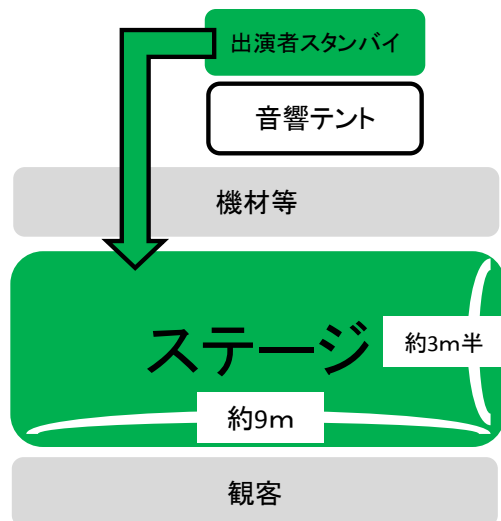 出演者スタンバイ
音響テント
機材等
ステージ
約3ｍ半
約9ｍ
観客